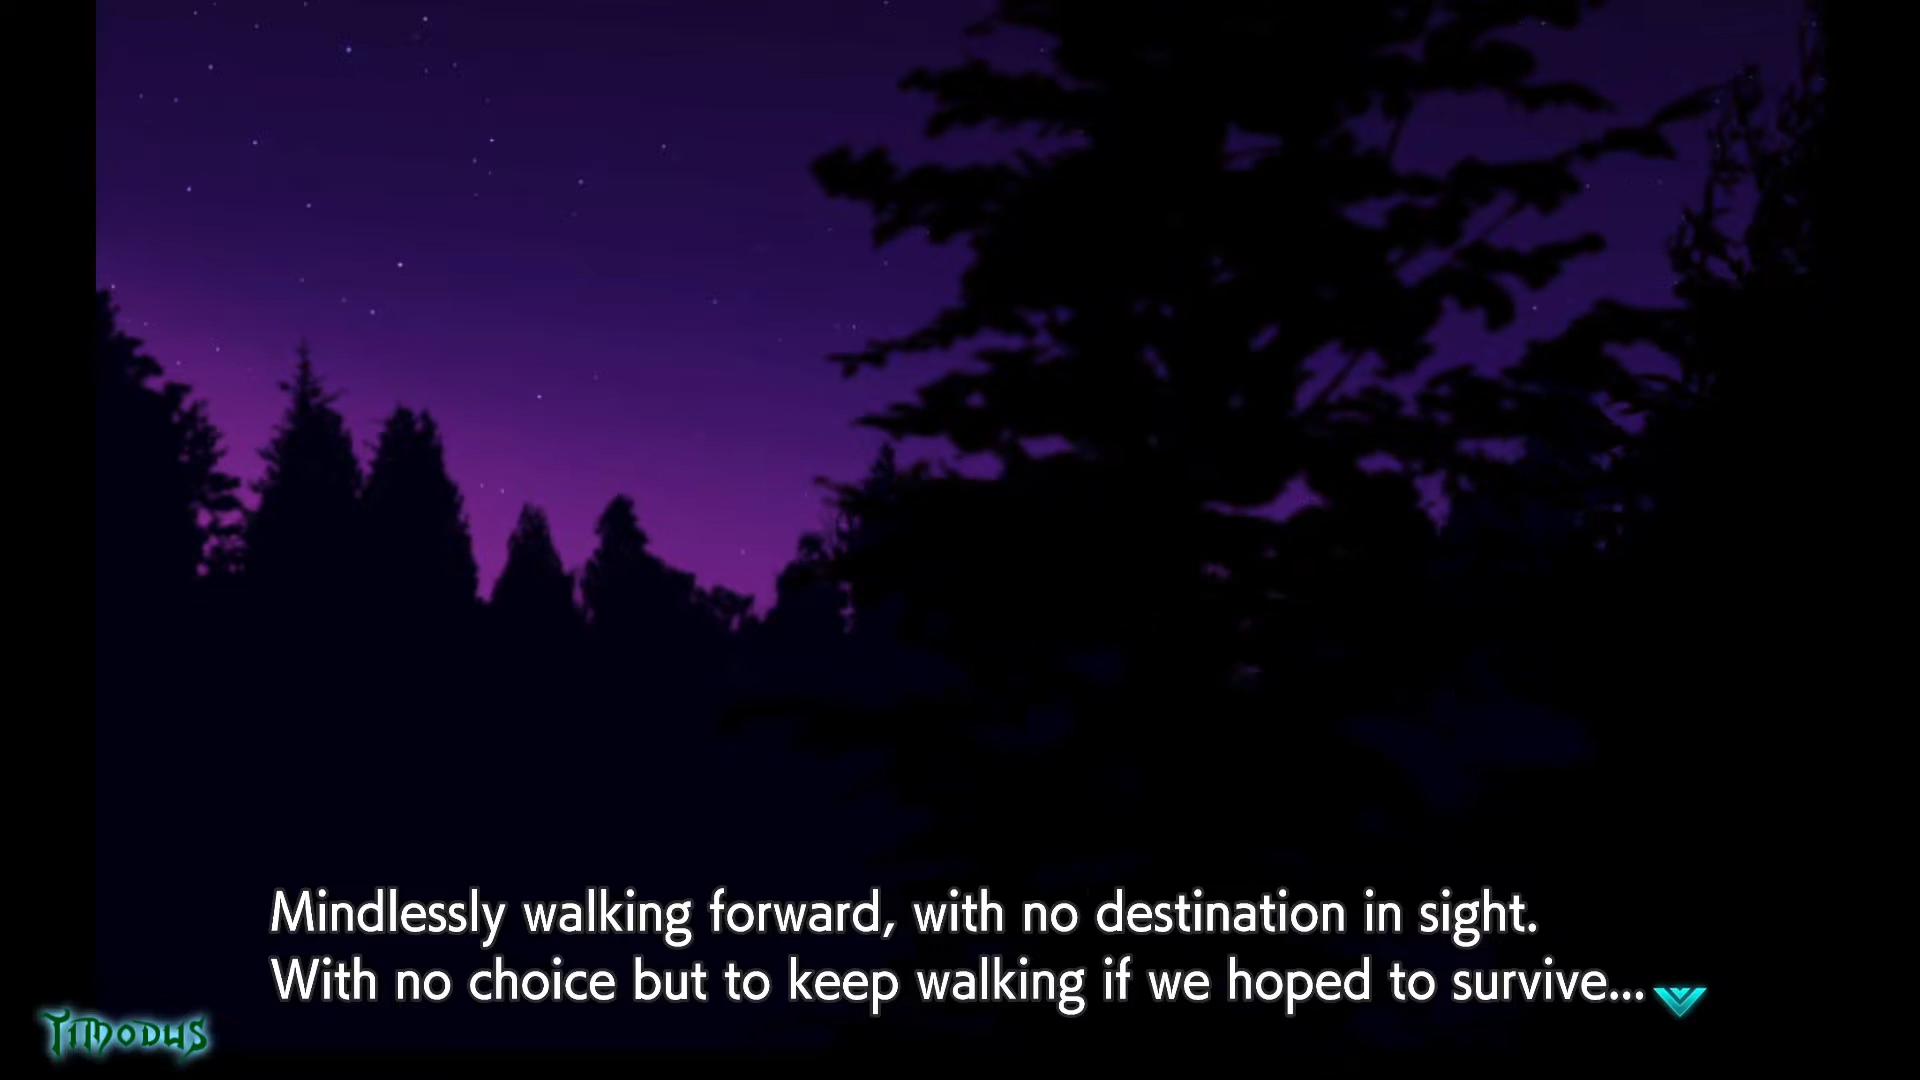 Mindlessly walking forward, with no destination in sight.
With no choice but to keep walking if we hoped to survive...
TIMODUS